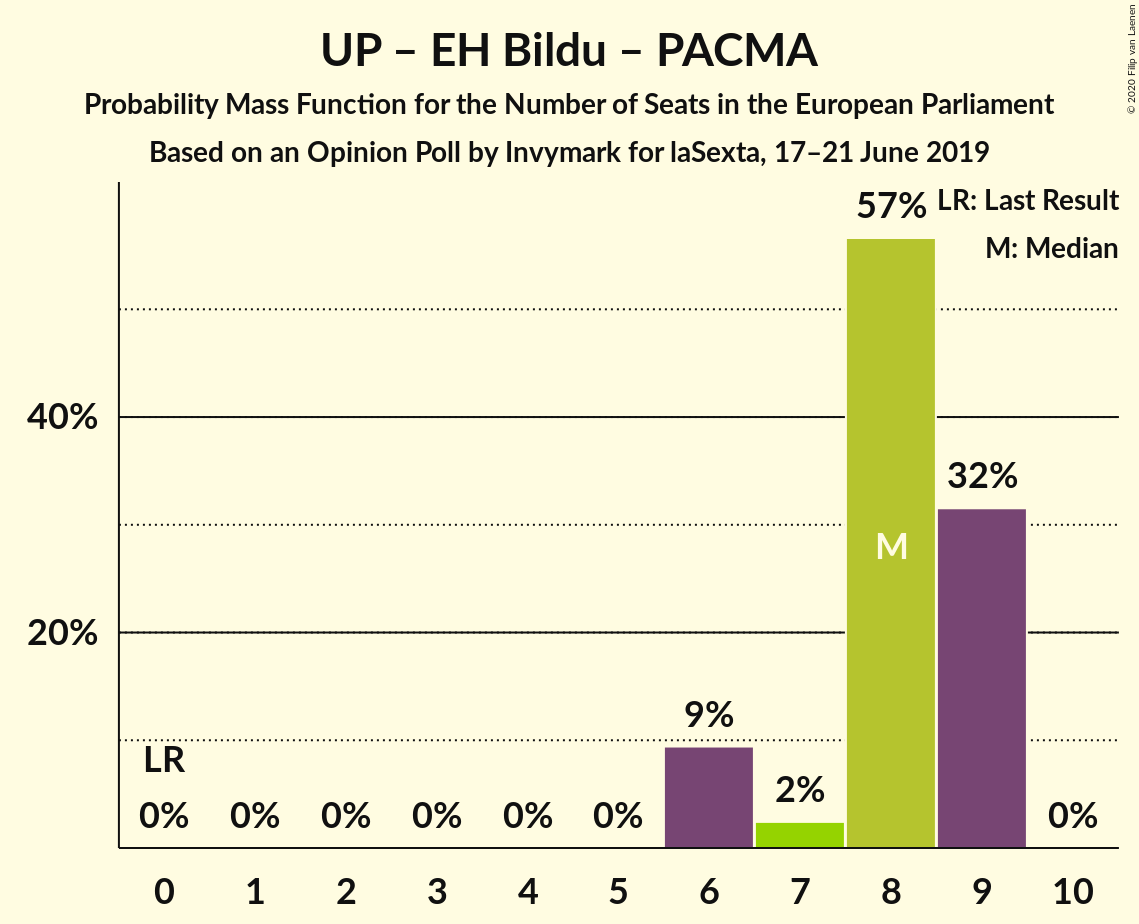 UP – EH Bildu – PACMA
Probability Mass Function for the Number of Seats in the European Parliament
Based on an Opinion Poll by Invymark for laSexta, 17–21 June 2019
© 2020 Filip van Laenen
LR: Last Result
M: Median
57%
40%
32%
M
20%
9%
LR
2%
0% 0% 0% 0% 0% 0% 0%
0 1 2 3 4 5 6 7 8 9 10